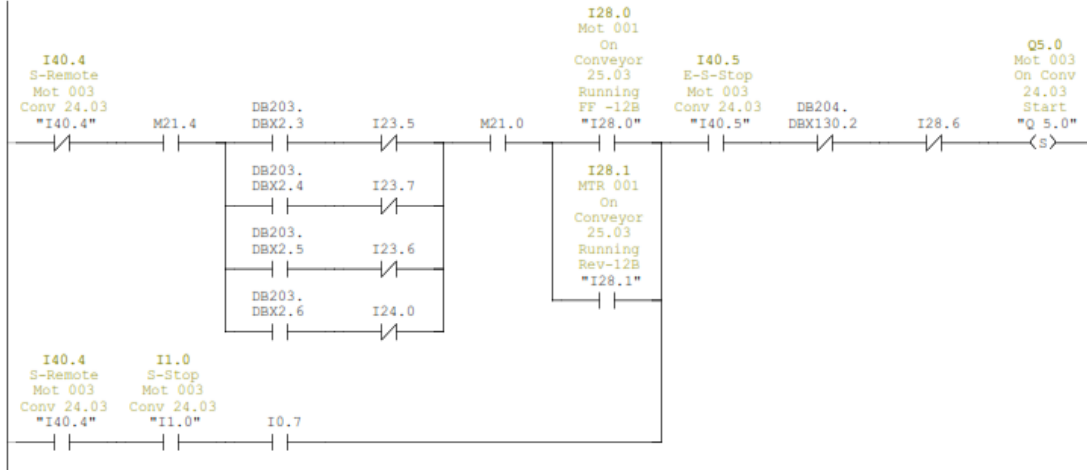 I28.0
Mot 001
On
Conveyor
25.03
Running
FF -12B
"I28.0"
I40.4
S-Remote
Mot 003
Conv 24.03
"I40.4"
M21.4
DB203.
DBX2.3
I23.5
M21.0
I40.5
E-S-Stop
Mot 003
Conv 24.03
"I40.5"
DB204.
DBX130.2
I28.6
Q5.0
Mot 003
On Conv
24.03
Start
"Q 5.0"
S
DB203.
DBX2.4
I23.7
I28.1
MTR 001
On
Conveyor
25.03
Running
Rev-12B
"I28.1"
DB203.
DBX2.5
I23.6
DB203.
DBX2.6
I24.0
I40.4
S-Remote
Mot 003
Conv 24.03
"I40.4"
I1.0
S-Stop
Mot 003
Conv 24.03
"I1.0"
I0.7